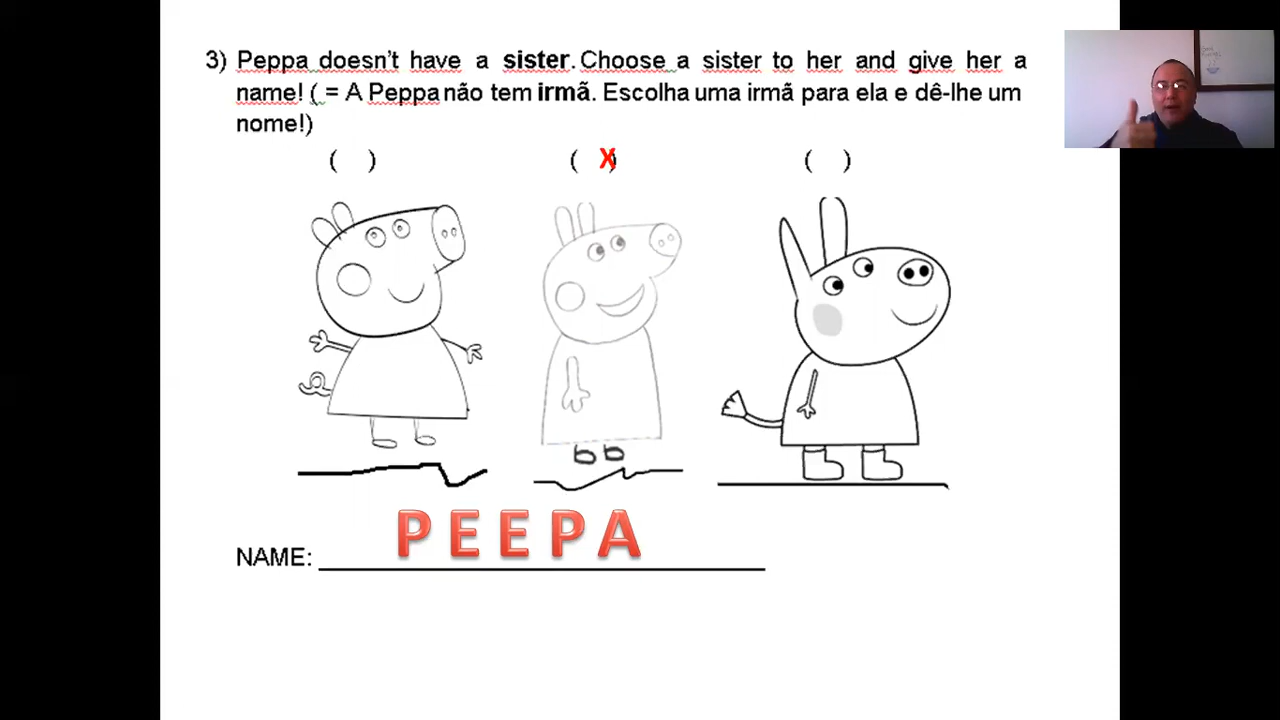 3) Peppa doesn't have a sister. Choose a sister to her and give her a
name! ( = A Peppa não tem irmã. Escolha uma irmã para ela e dê-lhe um
nome!)
( ) ( X) ( )
PEEPA
NAME: ________________